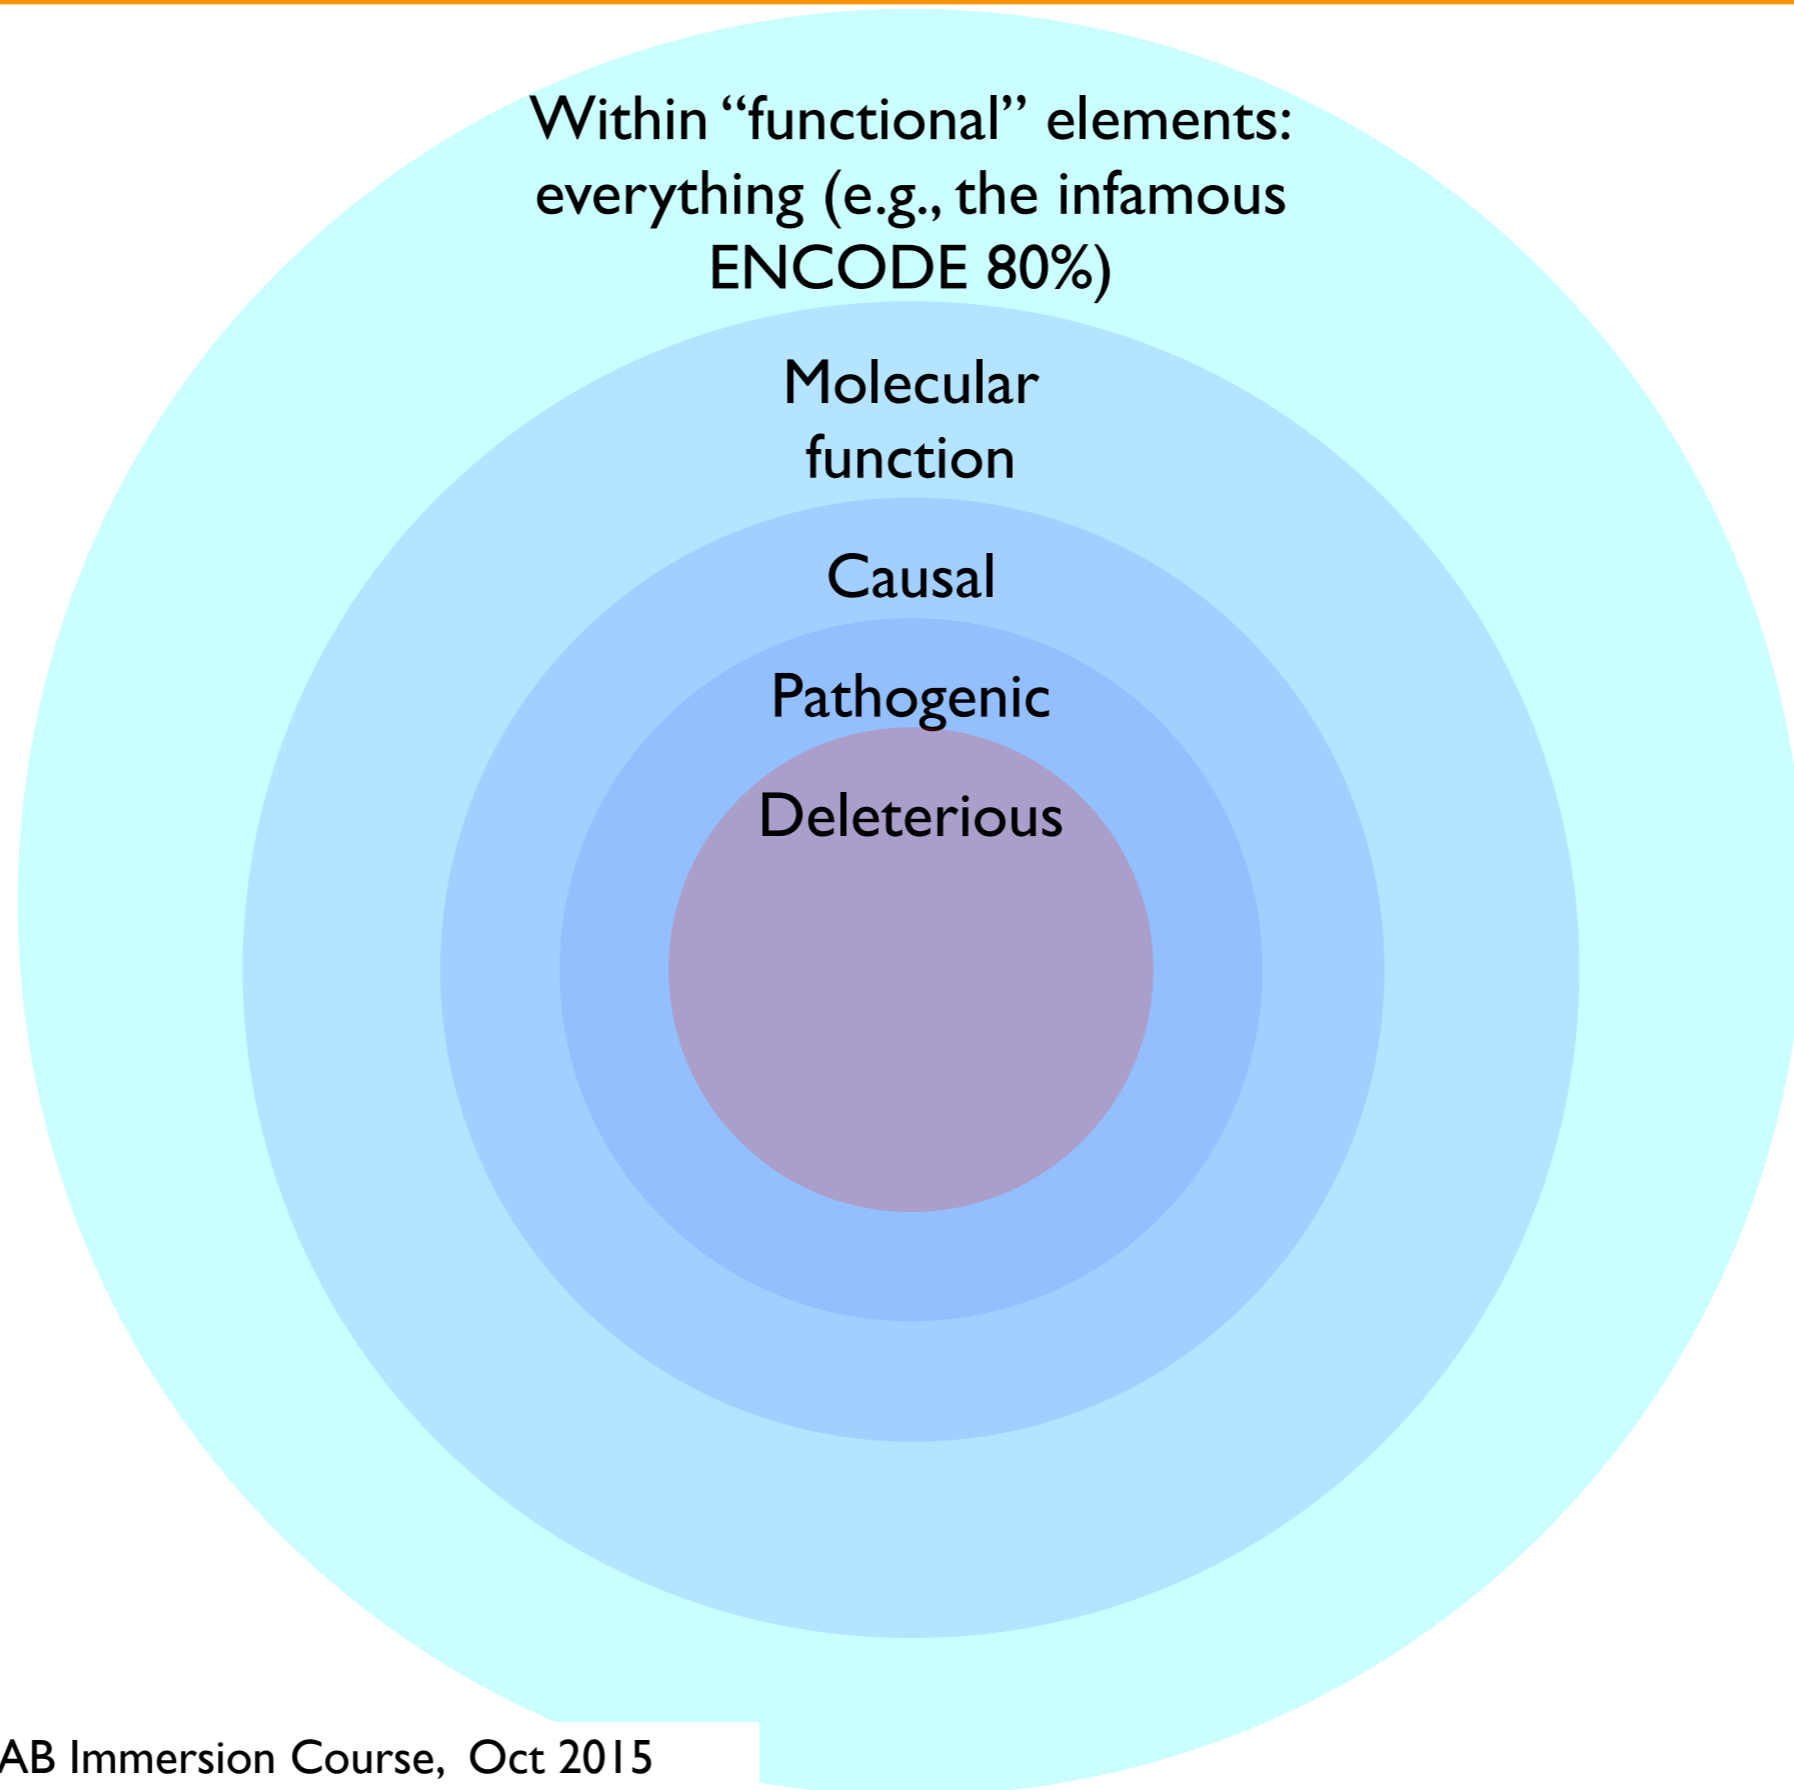 Within “functional” elements:
everything (e.g., the infamous
ENCODE 80%)
Molecular
function
Causal
Pathogenic
Deleterious
AB Immersion Course, Oct 2015